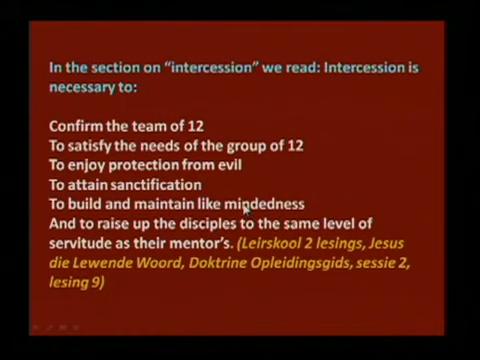 In the section on “intercession” we read: Intercession is
necessary to:
Confirm the team of 12
To satisfy the needs of the group of 12
To enjoy protection from evil
To attain sanctification
To build and maintain like mindedness
And to raise up the disciples to the same level of
servitude as their mentor’s. (Leirskool 2 lesings, Jesus
die Lewende Woord, Doktrine Opleidingsgids, sessie 2,
lesing 9)